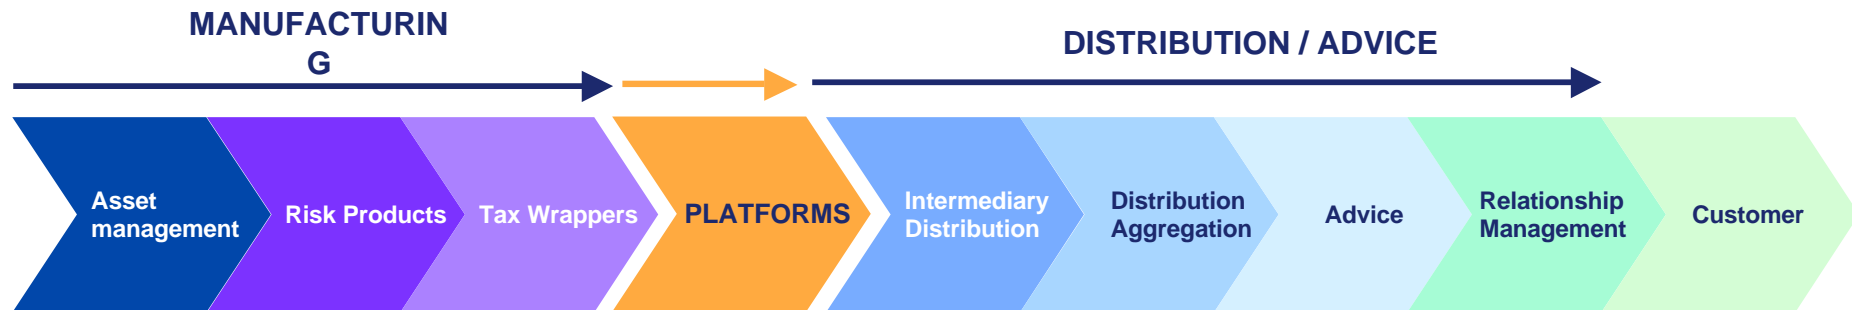 MANUFACTURIN
G
DISTRIBUTION / ADVICE
Asset
management
Risk Products
Tax Wrappers
PLATFORMS
Intermediary
Distribution
Distribution
Aggregation
Advice
Relationship
Management
Customer